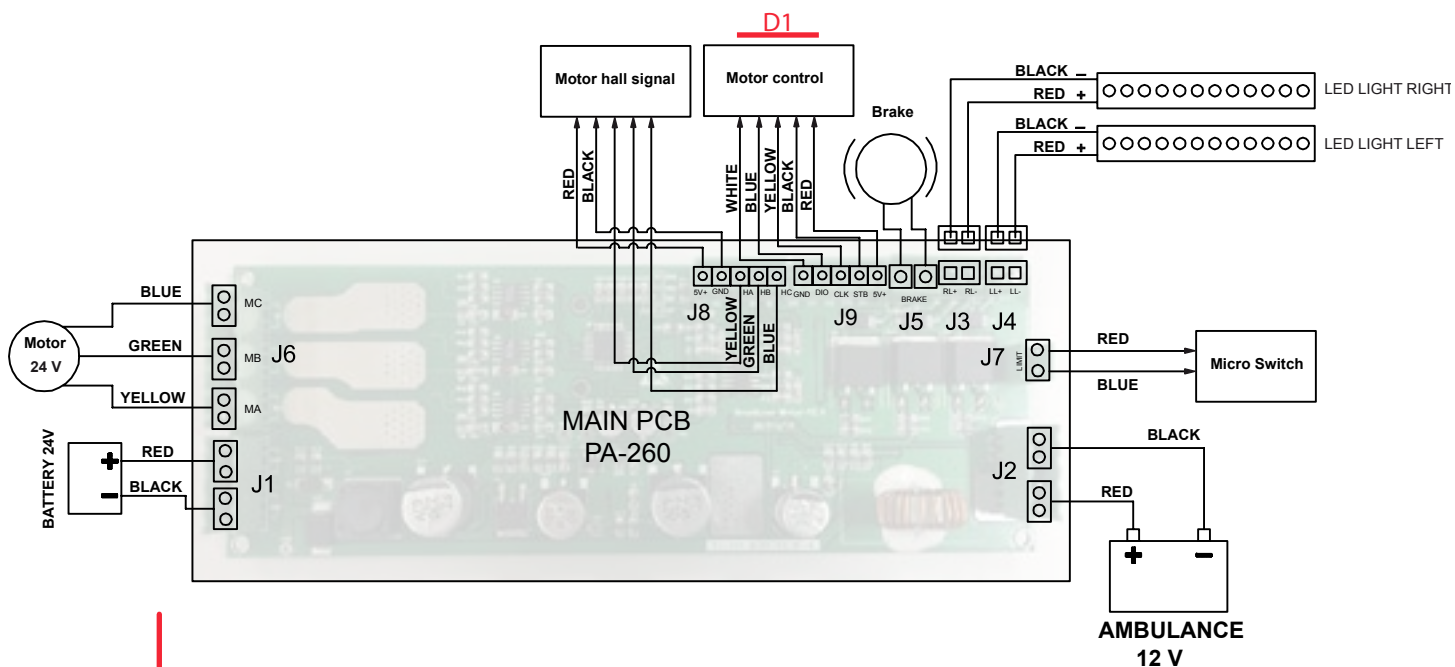 D1
Motor hall signal
Motor control
Brake
BLACK –
RED +
LED LIGHT RIGHT
BLACK –
RED +
LED LIGHT LEFT
RED
BLACK
WHITE
BLUE
YELLOW
BLACK
RED
5V+ GND HA HB HC
GND DIO CLK STB 5V+
BRAKE
RL+ RL-
LL+ LL-
J8
J9
J5
J3
J4
YELLOW
GREEN
BLUE
BLUE
MC
Motor
24 V
GREEN
MB
J6
YELLOW
MA
J7
LIMIT
RED
BLUE
Micro Switch
MAIN PCB
PA-260
BATTERY 24V
+
–
RED
BLACK
J1
J2
BLACK
RED
+ –
AMBULANCE
12 V